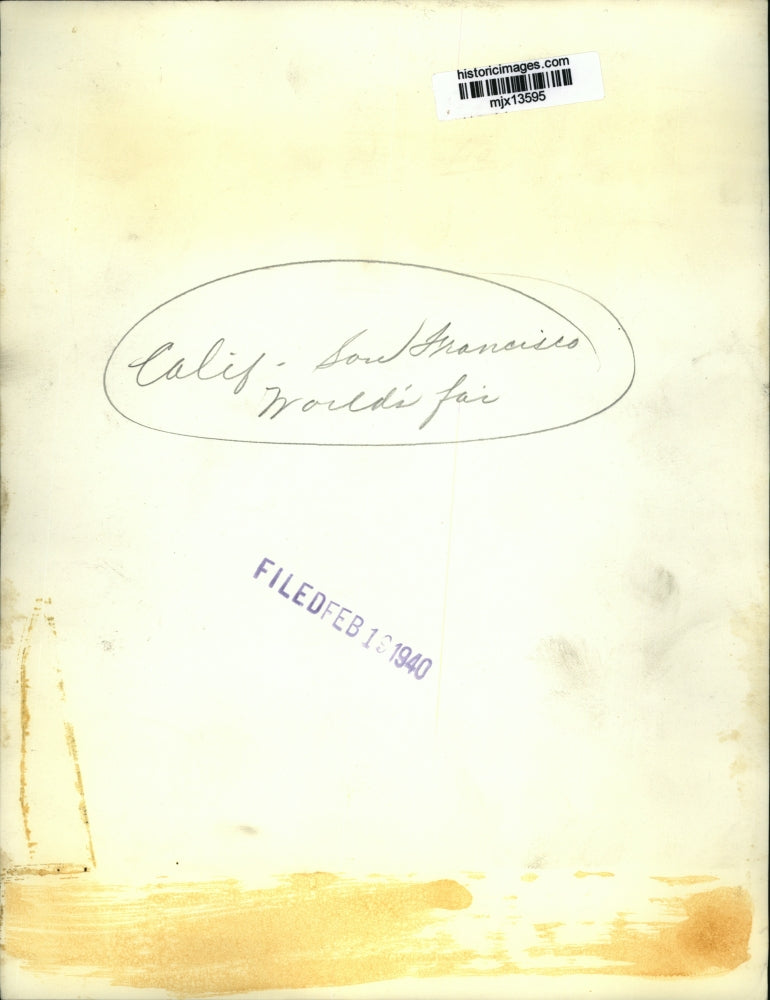 historicimages.com
mjx13595
Calif - San Francisco
World's fair
FILED FEB 1 1940